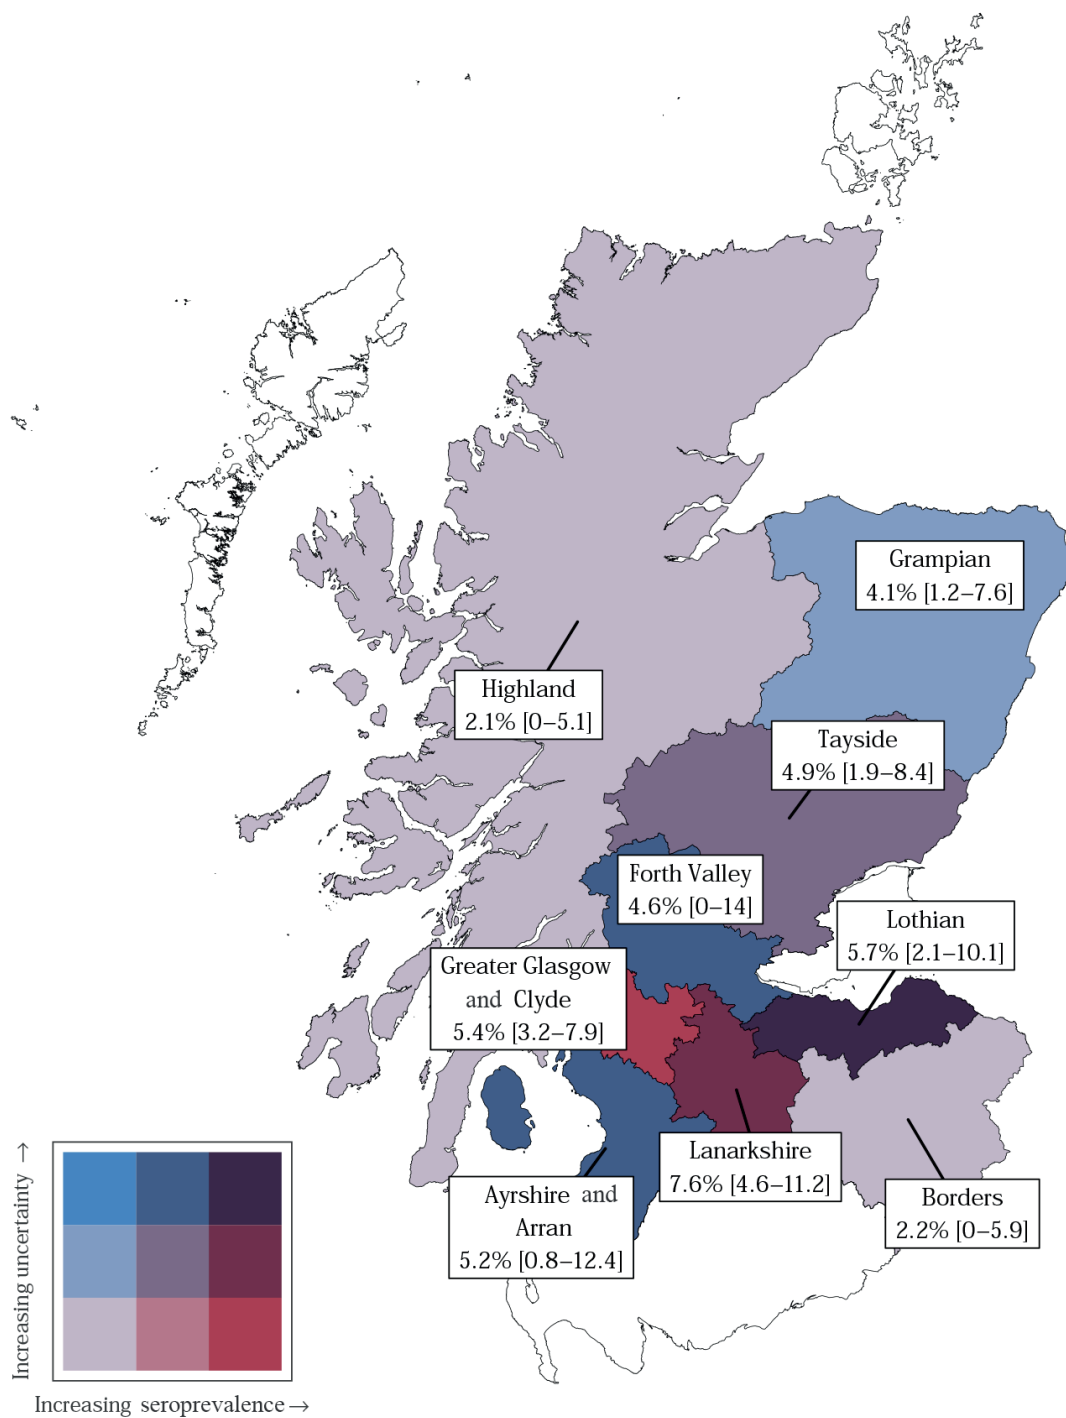 Grampian
4.1% [1.2–7.6]
Highland
2.1% [0–5.1]
Tayside
4.9% [1.9–8.4]
Forth Valley
4.6% [0–14]
Lothian
5.7% [2.1–10.1]
Greater Glasgow
and Clyde
5.4% [3.2–7.9]
Lanarkshire
7.6% [4.6–11.2]
Ayrshire and
Arran
5.2% [0.8–12.4]
Borders
2.2% [0–5.9]
Increasing uncertainty →
Increasing seroprevalence →